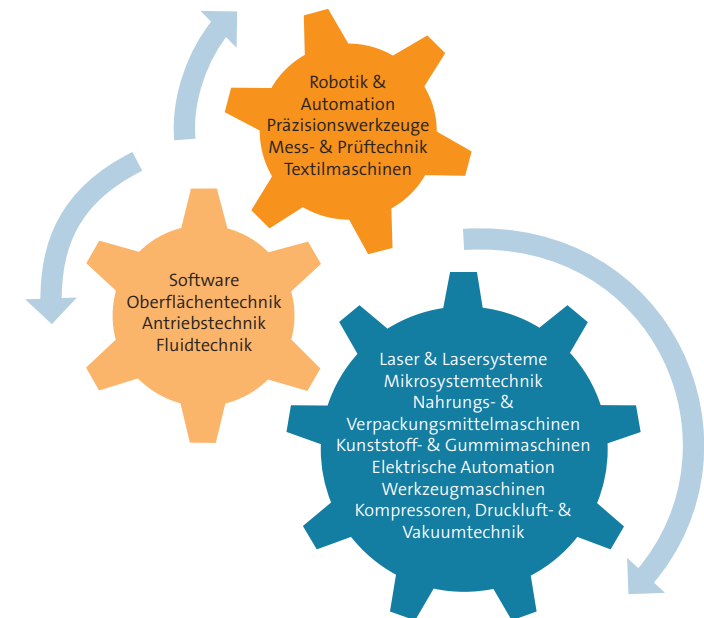 Robotik &
Automation
Präzisionswerkzeuge
Mess- & Prüftechnik
Textilmaschinen
Software
Oberflächentechnik
Antriebstechnik
Fluidtechnik
Laser & Lasersysteme
Mikrosystemtechnik
Nahrungs- &
Verpackungsmittelmaschinen
Kunststoff- & Gummimaschinen
Elektrische Automation
Werkzeugmaschinen
Kompressoren, Druckluft- &
Vakuumtechnik